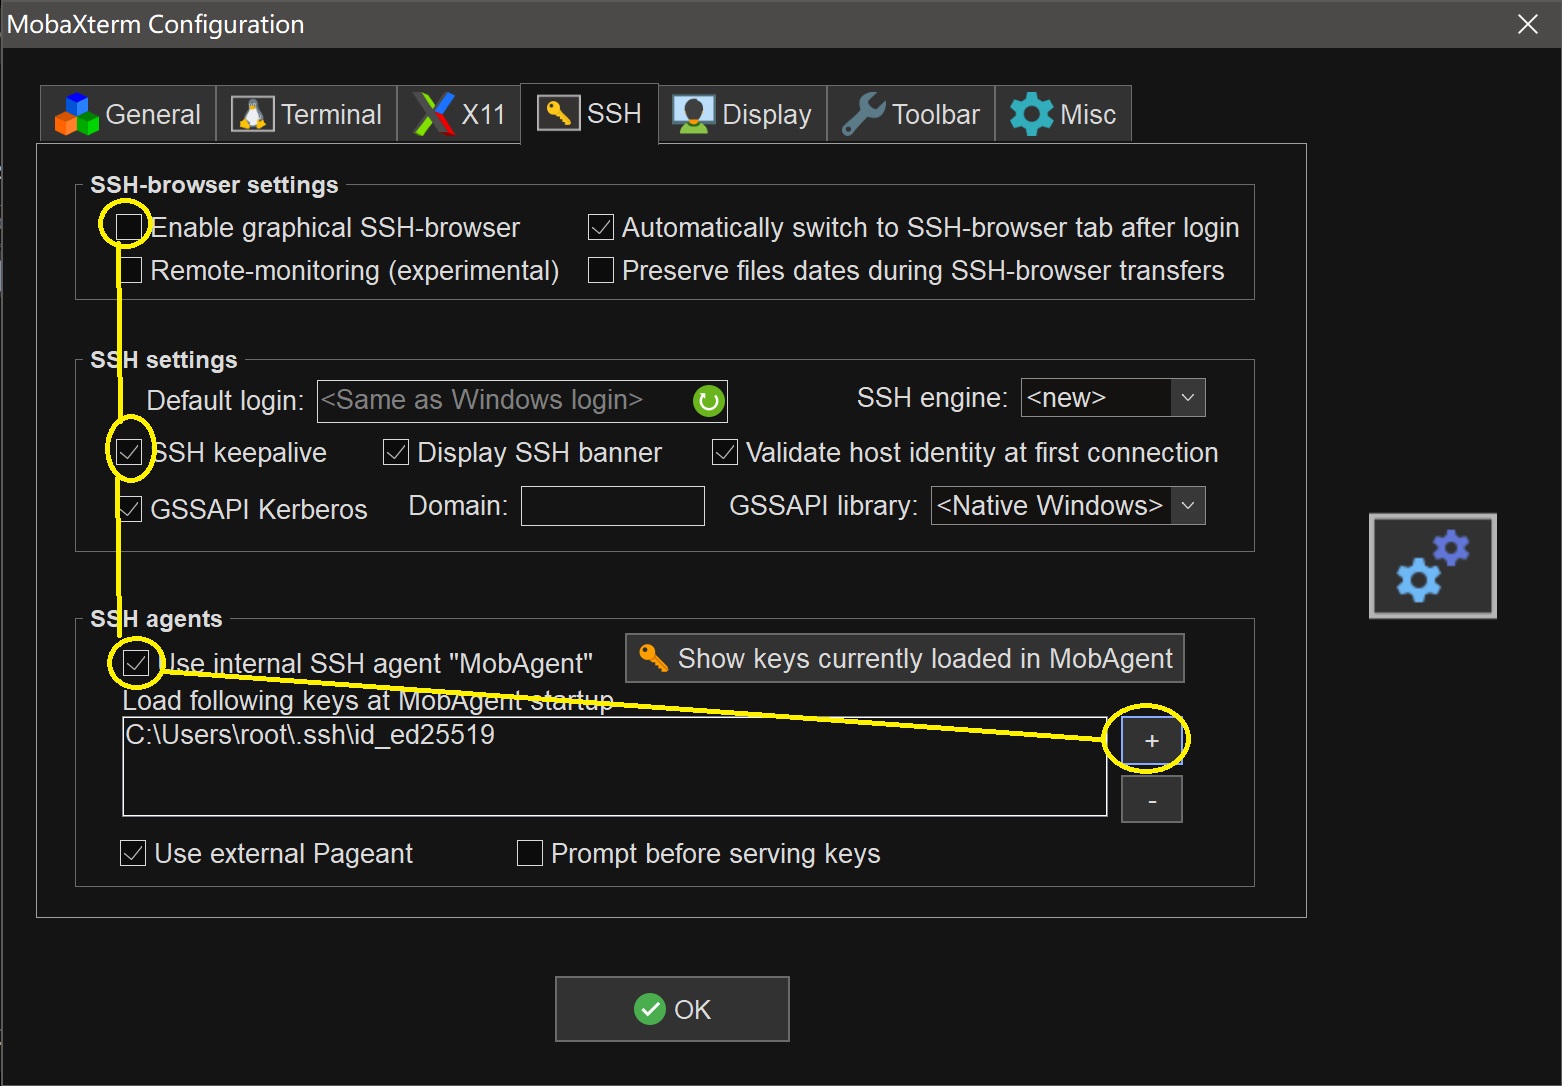 MobaXterm Configuration
General Terminal X11 SSH Display Toolbar Misc
SSH-browser settings
Enable graphical SSH-browser Automatically switch to SSH-browser tab after login
Remote-monitoring (experimental) Preserve files dates during SSH-browser transfers
SSH settings
Default login: <Same as Windows login> SSH engine: <new>
SSH keepalive Display SSH banner Validate host identity at first connection
GSSAPI Kerberos Domain: GSSAPI library: <Native Windows>
SSH agents
Use internal SSH agent "MobAgent" Show keys currently loaded in MobAgent
Load following keys at MobAgent startup
C:\Users\root\.ssh\id_ed25519
+
-
Use external Pageant Prompt before serving keys
OK